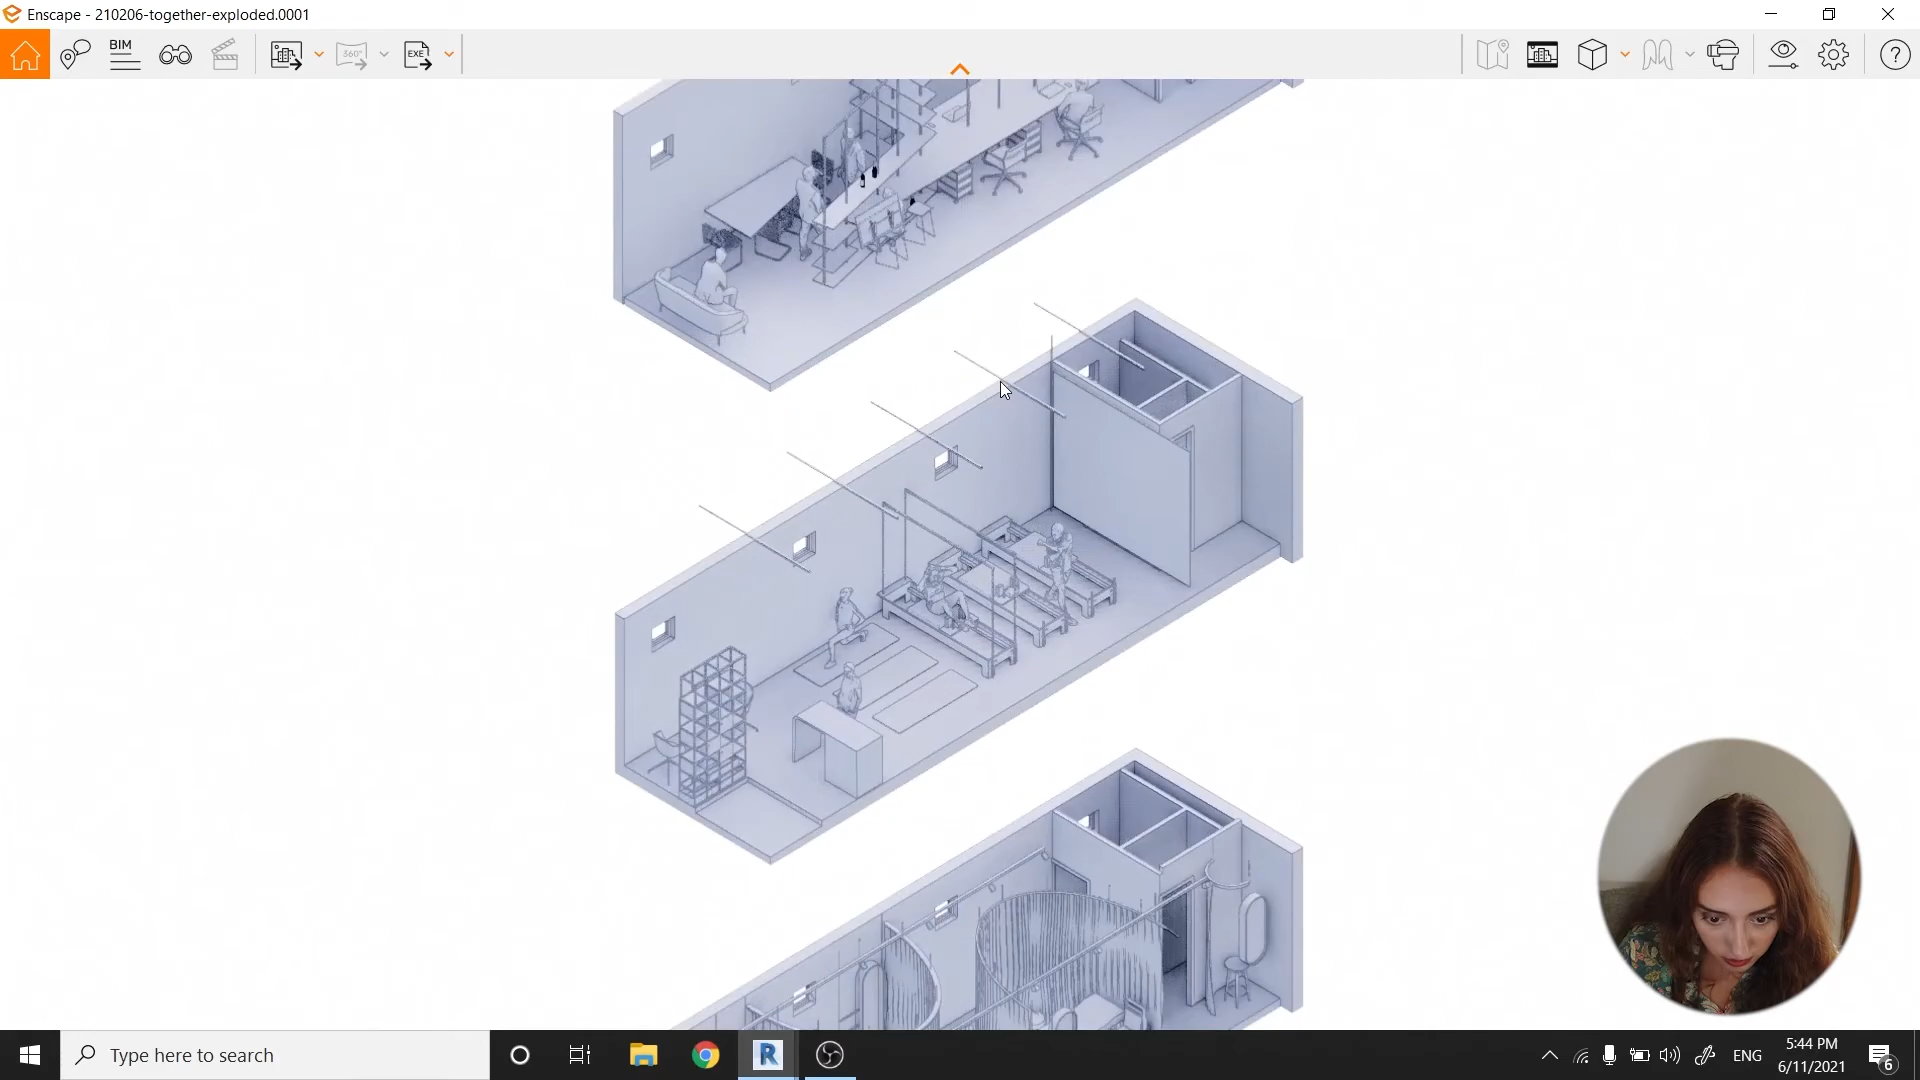 Enscape - 210206-together-exploded.0001
BIM
360°
EXE
?
Type here to search
R
ENG
5:44 PM
6/11/2021
6